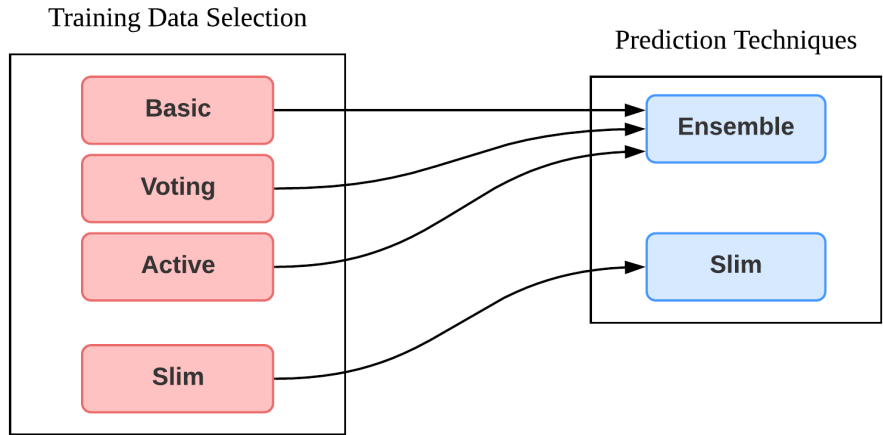 Training Data Selection
Basic
Voting
Active
Slim
Prediction Techniques
Ensemble
Slim